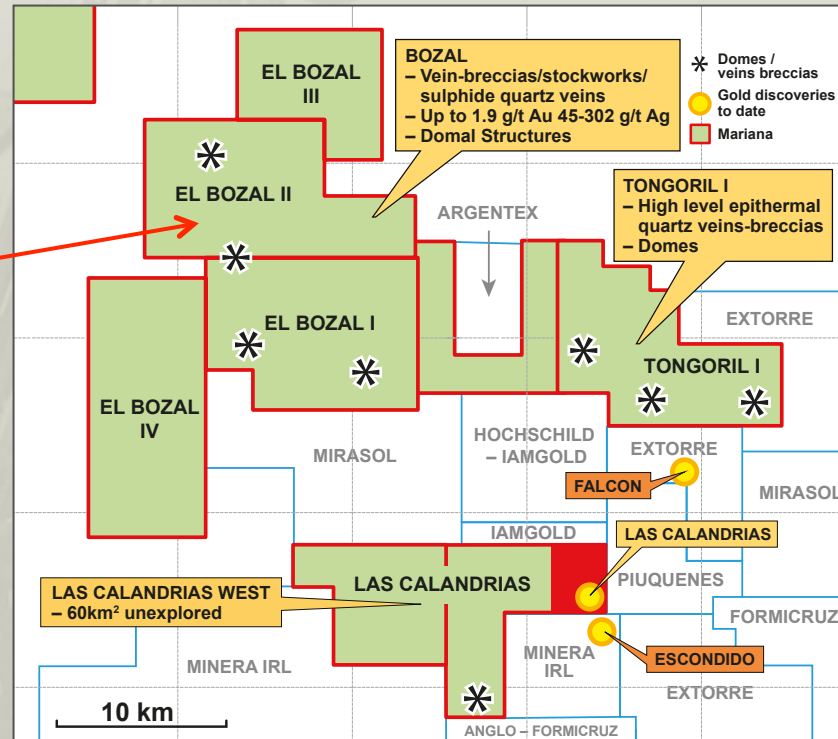 EL BOZAL
III
BOZAL
– Vein-breccias/stockworks/
sulphide quartz veins
– Up to 1.9 g/t Au 45-302 g/t Ag
– Domal Structures
Domes /
veins breccias
Gold discoveries
to date
Mariana
EL BOZAL II
ARGENTEX
TONGORIL I
– High level epithermal
quartz veins-breccias
– Domes
EL BOZAL I
EXTORRE
TONGORIL I
EL BOZAL
IV
MIRASOL
HOCHSCHILD
– IAMGOLD
EXTORRE
FALCON
MIRASOL
IAMGOLD
LAS CALANDRIAS
LAS CALANDRIAS
PIUQUENES
LAS CALANDRIAS WEST
– 60km² unexplored
FORMICRUZ
MINERA IRL
MINERA
IRL
ESCONDIDO
EXTORRE
10 km
ANGLO – FORMICRUZ